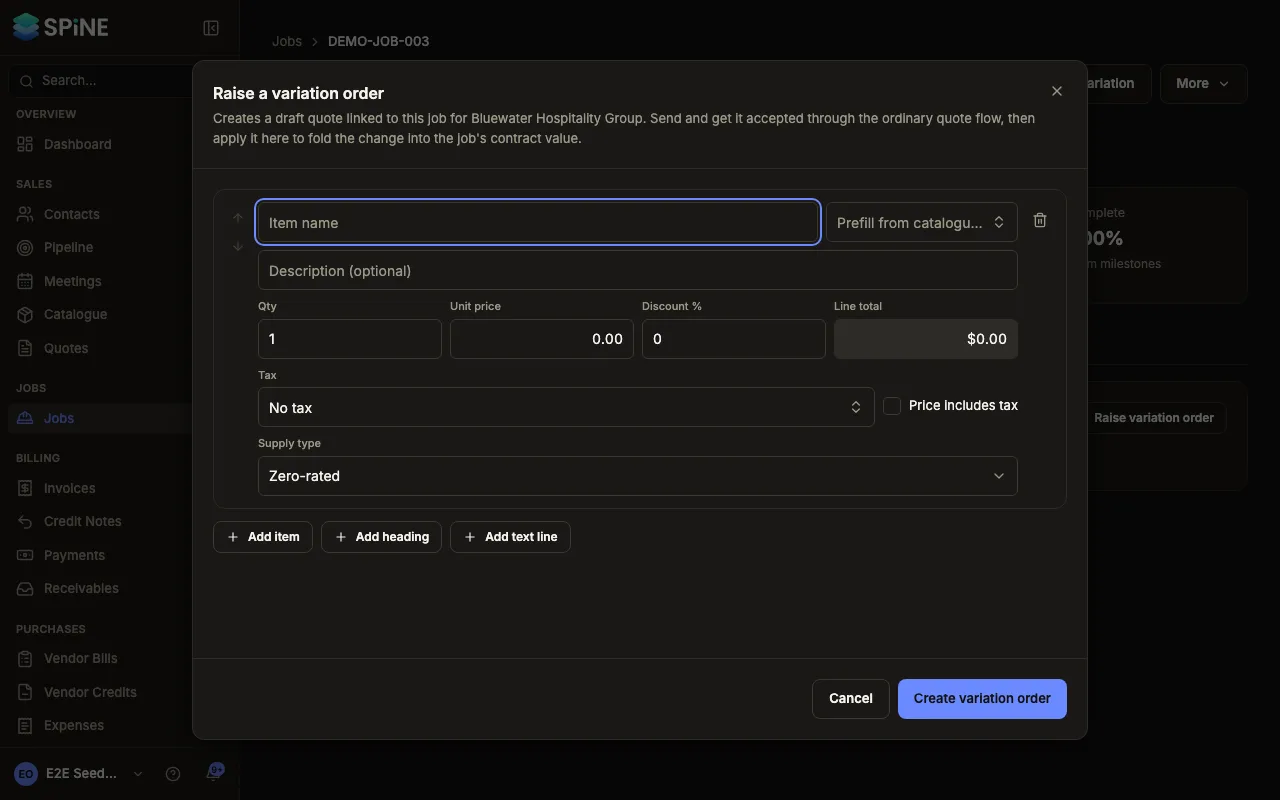 SPiNE
Jobs > DEMO-JOB-003
Search...
ariation
More
OVERVIEW
Dashboard
SALES
Contacts
Pipeline
Meetings
Catalogue
Quotes
JOBS
Jobs
BILLING
Invoices
Credit Notes
Payments
Receivables
PURCHASES
Vendor Bills
Vendor Credits
Expenses
EO
E2E Seed...
9+
Raise a variation order
Creates a draft quote linked to this job for Bluewater Hospitality Group. Send and get it accepted through the ordinary quote flow, then
apply it here to fold the change into the job's contract value.
Item name
Prefill from catalogu...
Description (optional)
Qty
Unit price
Discount %
Line total
1
0.00
0
$0.00
Tax
No tax
Price includes tax
Supply type
Zero-rated
Add item
Add heading
Add text line
Cancel
Create variation order
mplete
00%
m milestones
Raise variation order